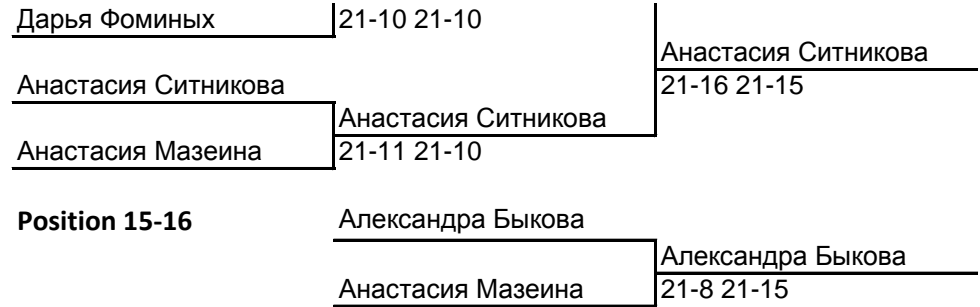 Дарья Фоминых 21-10 21-10
Анастасия Ситникова
Анастасия Ситникова 21-16 21-15
Анастасия Ситникова
Анастасия Мазеина 21-11 21-10
Position 15-16 Александра Быкова
Александра Быкова
Анастасия Мазеина 21-8 21-15